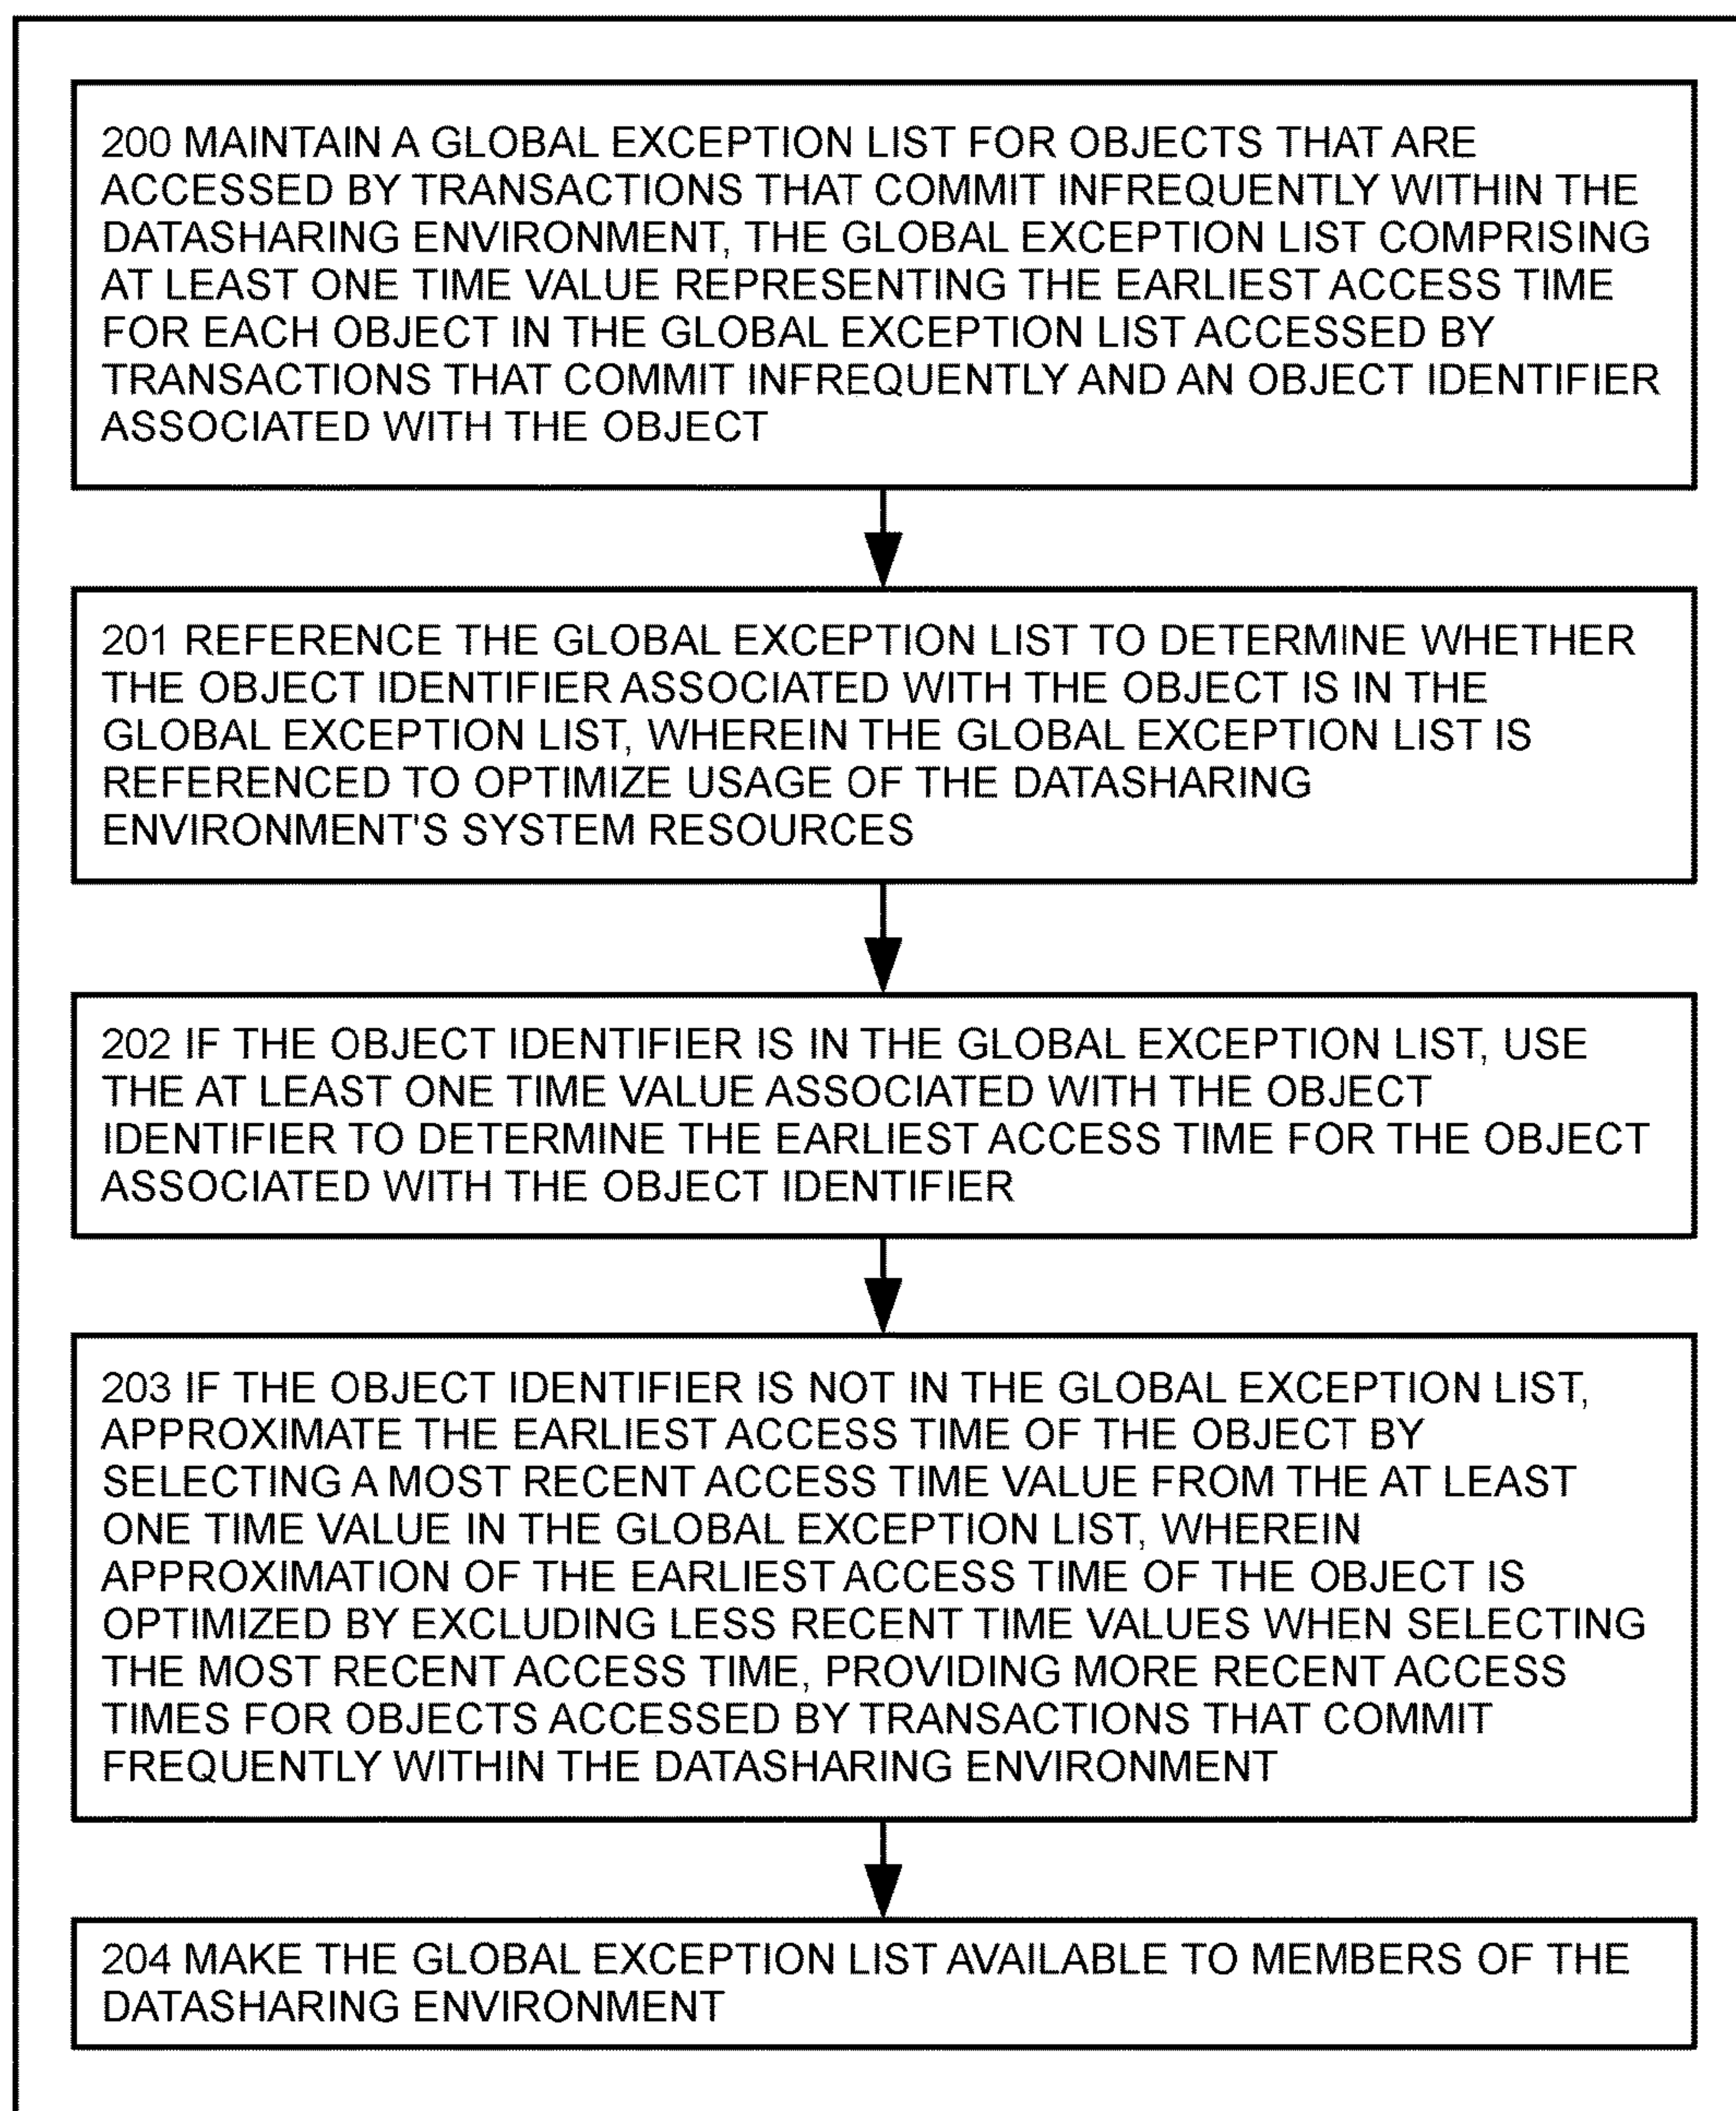 200 MAINTAIN A GLOBAL EXCEPTION LIST FOR OBJECTS THAT ARE
ACCESSED BY TRANSACTIONS THAT COMMIT INFREQUENTLY WITHIN THE
DATASHARING ENVIRONMENT, THE GLOBAL EXCEPTION LIST COMPRISING
AT LEAST ONE TIME VALUE REPRESENTING THE EARLIEST ACCESS TIME
FOR EACH OBJECT IN THE GLOBAL EXCEPTION LIST ACCESSED BY
TRANSACTIONS THAT COMMIT INFREQUENTLY AND AN OBJECT IDENTIFIER
ASSOCIATED WITH THE OBJECT
201 REFERENCE THE GLOBAL EXCEPTION LIST TO DETERMINE WHETHER
THE OBJECT IDENTIFIER ASSOCIATED WITH THE OBJECT IS IN THE
GLOBAL EXCEPTION LIST, WHEREIN THE GLOBAL EXCEPTION LIST IS
REFERENCED TO OPTIMIZE USAGE OF THE DATASHARING
ENVIRONMENT'S SYSTEM RESOURCES
202 IF THE OBJECT IDENTIFIER IS IN THE GLOBAL EXCEPTION LIST, USE
THE AT LEAST ONE TIME VALUE ASSOCIATED WITH THE OBJECT
IDENTIFIER TO DETERMINE THE EARLIEST ACCESS TIME FOR THE OBJECT
ASSOCIATED WITH THE OBJECT IDENTIFIER
203 IF THE OBJECT IDENTIFIER IS NOT IN THE GLOBAL EXCEPTION LIST,
APPROXIMATE THE EARLIEST ACCESS TIME OF THE OBJECT BY
SELECTING A MOST RECENT ACCESS TIME VALUE FROM THE AT LEAST
ONE TIME VALUE IN THE GLOBAL EXCEPTION LIST, WHEREIN
APPROXIMATION OF THE EARLIEST ACCESS TIME OF THE OBJECT IS
OPTIMIZED BY EXCLUDING LESS RECENT TIME VALUES WHEN SELECTING
THE MOST RECENT ACCESS TIME, PROVIDING MORE RECENT ACCESS
TIMES FOR OBJECTS ACCESSED BY TRANSACTIONS THAT COMMIT
FREQUENTLY WITHIN THE DATASHARING ENVIRONMENT
204 MAKE THE GLOBAL EXCEPTION LIST AVAILABLE TO MEMBERS OF THE
DATASHARING ENVIRONMENT